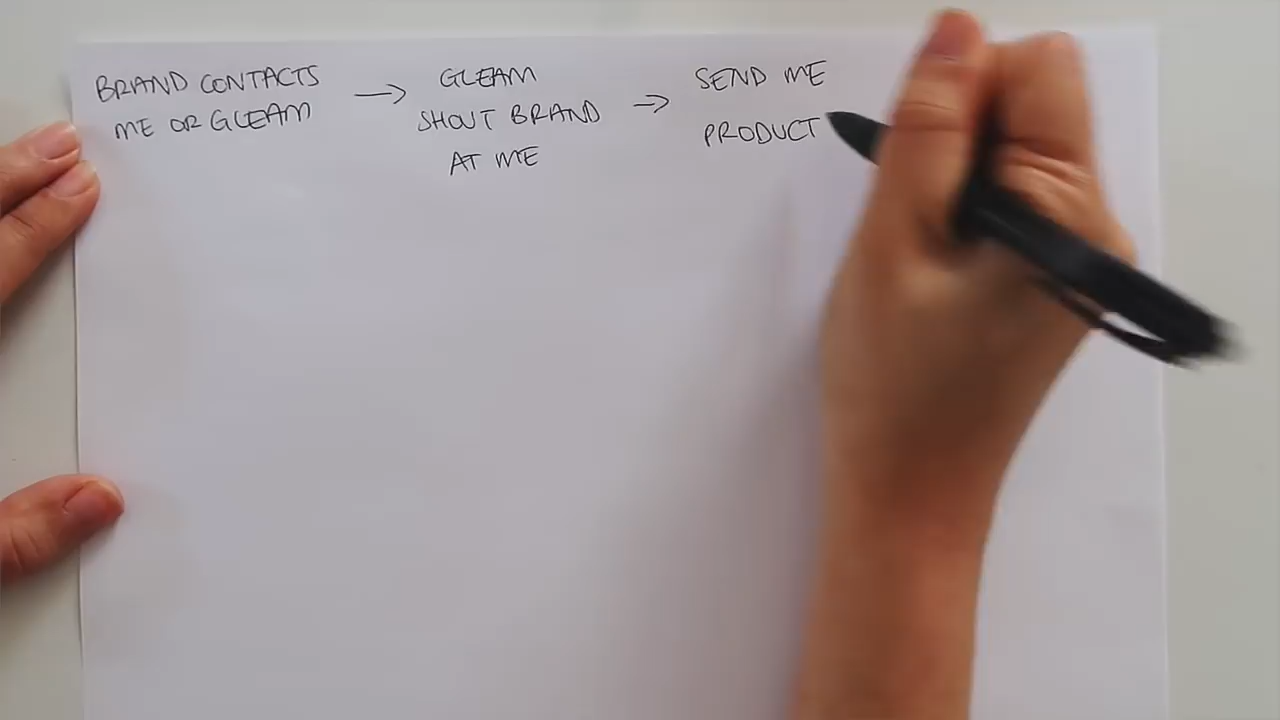 BRAND CONTACTS
ME OR GLEAM
→
GLEAM
SHOUT BRAND
AT ME
→
SEND ME
PRODUCT